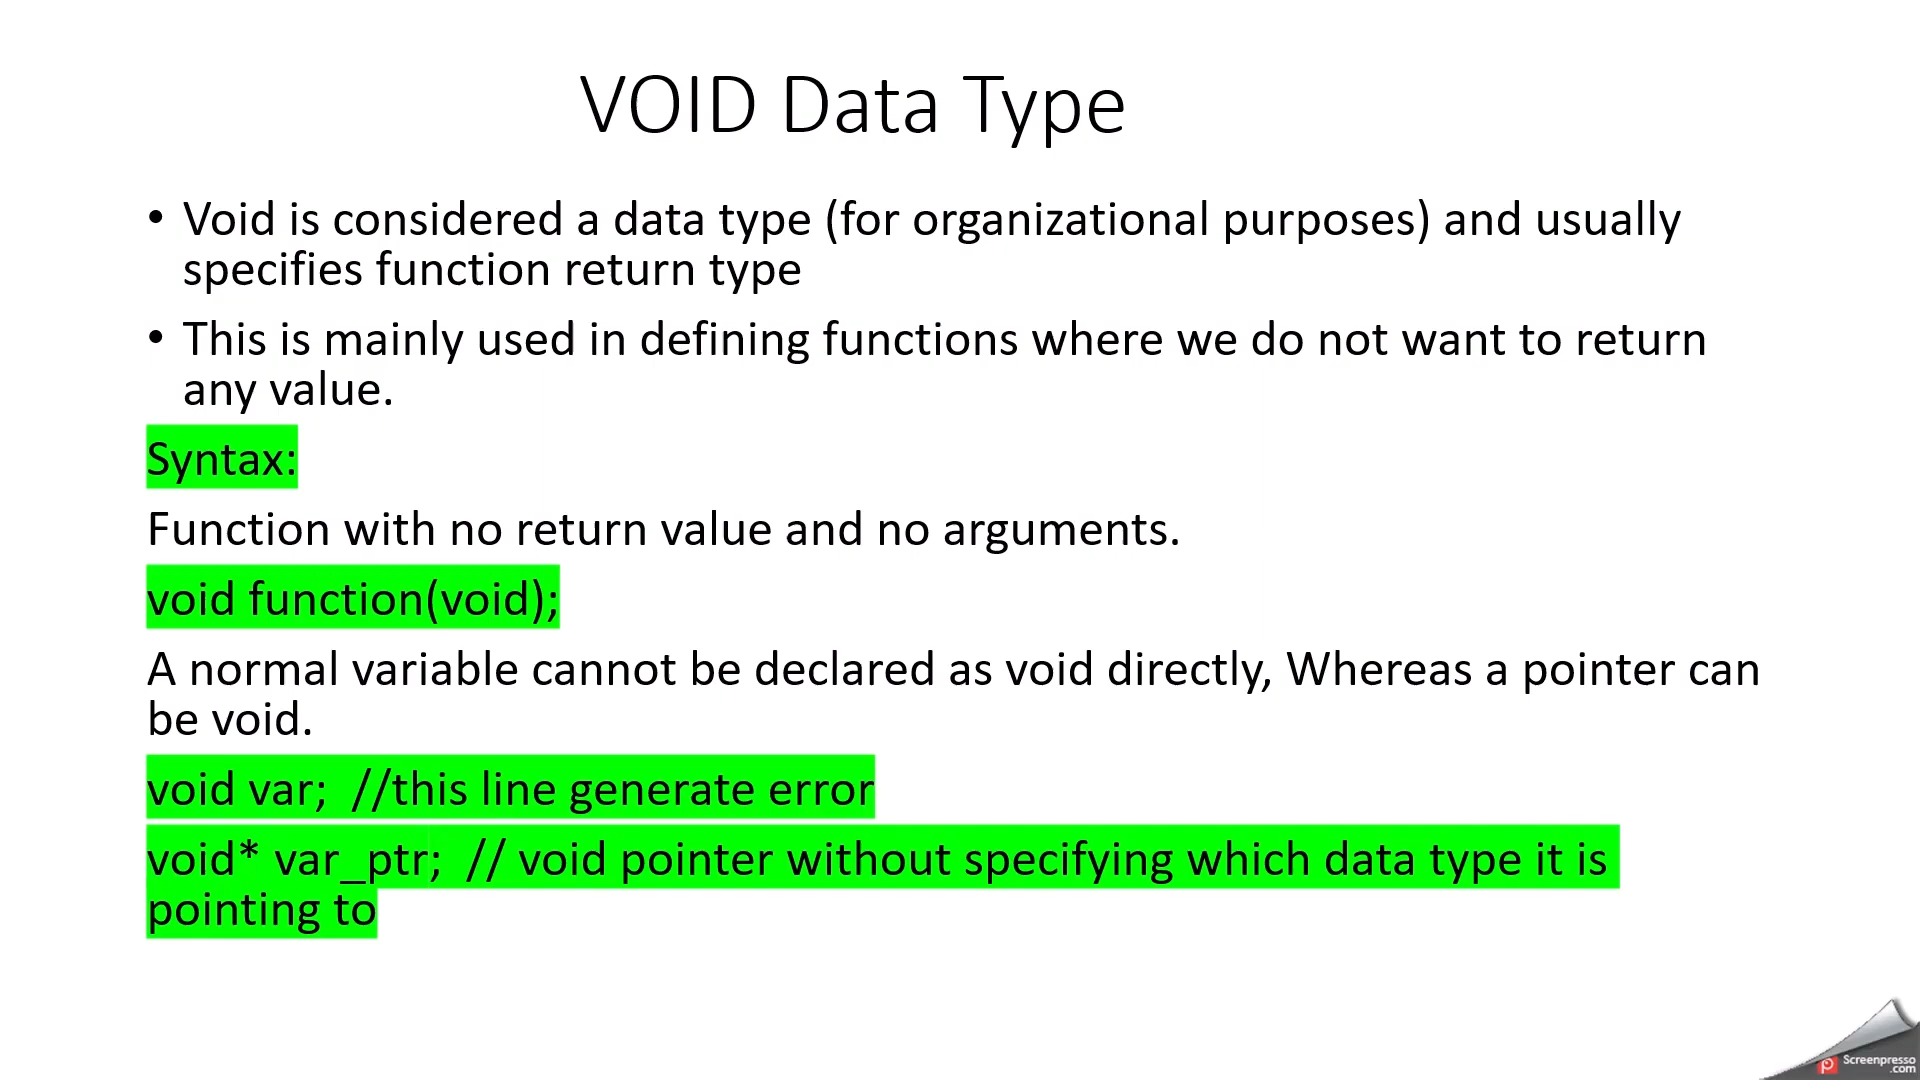 VOID Data Type
• Void is considered a data type (for organizational purposes) and usually
specifies function return type
• This is mainly used in defining functions where we do not want to return
any value.
Syntax:
Function with no return value and no arguments.
void function(void);
A normal variable cannot be declared as void directly, Whereas a pointer can
be void.
void var;  //this line generate error
void* var_ptr;  // void pointer without specifying which data type it is
pointing to
Screenpresso
.com